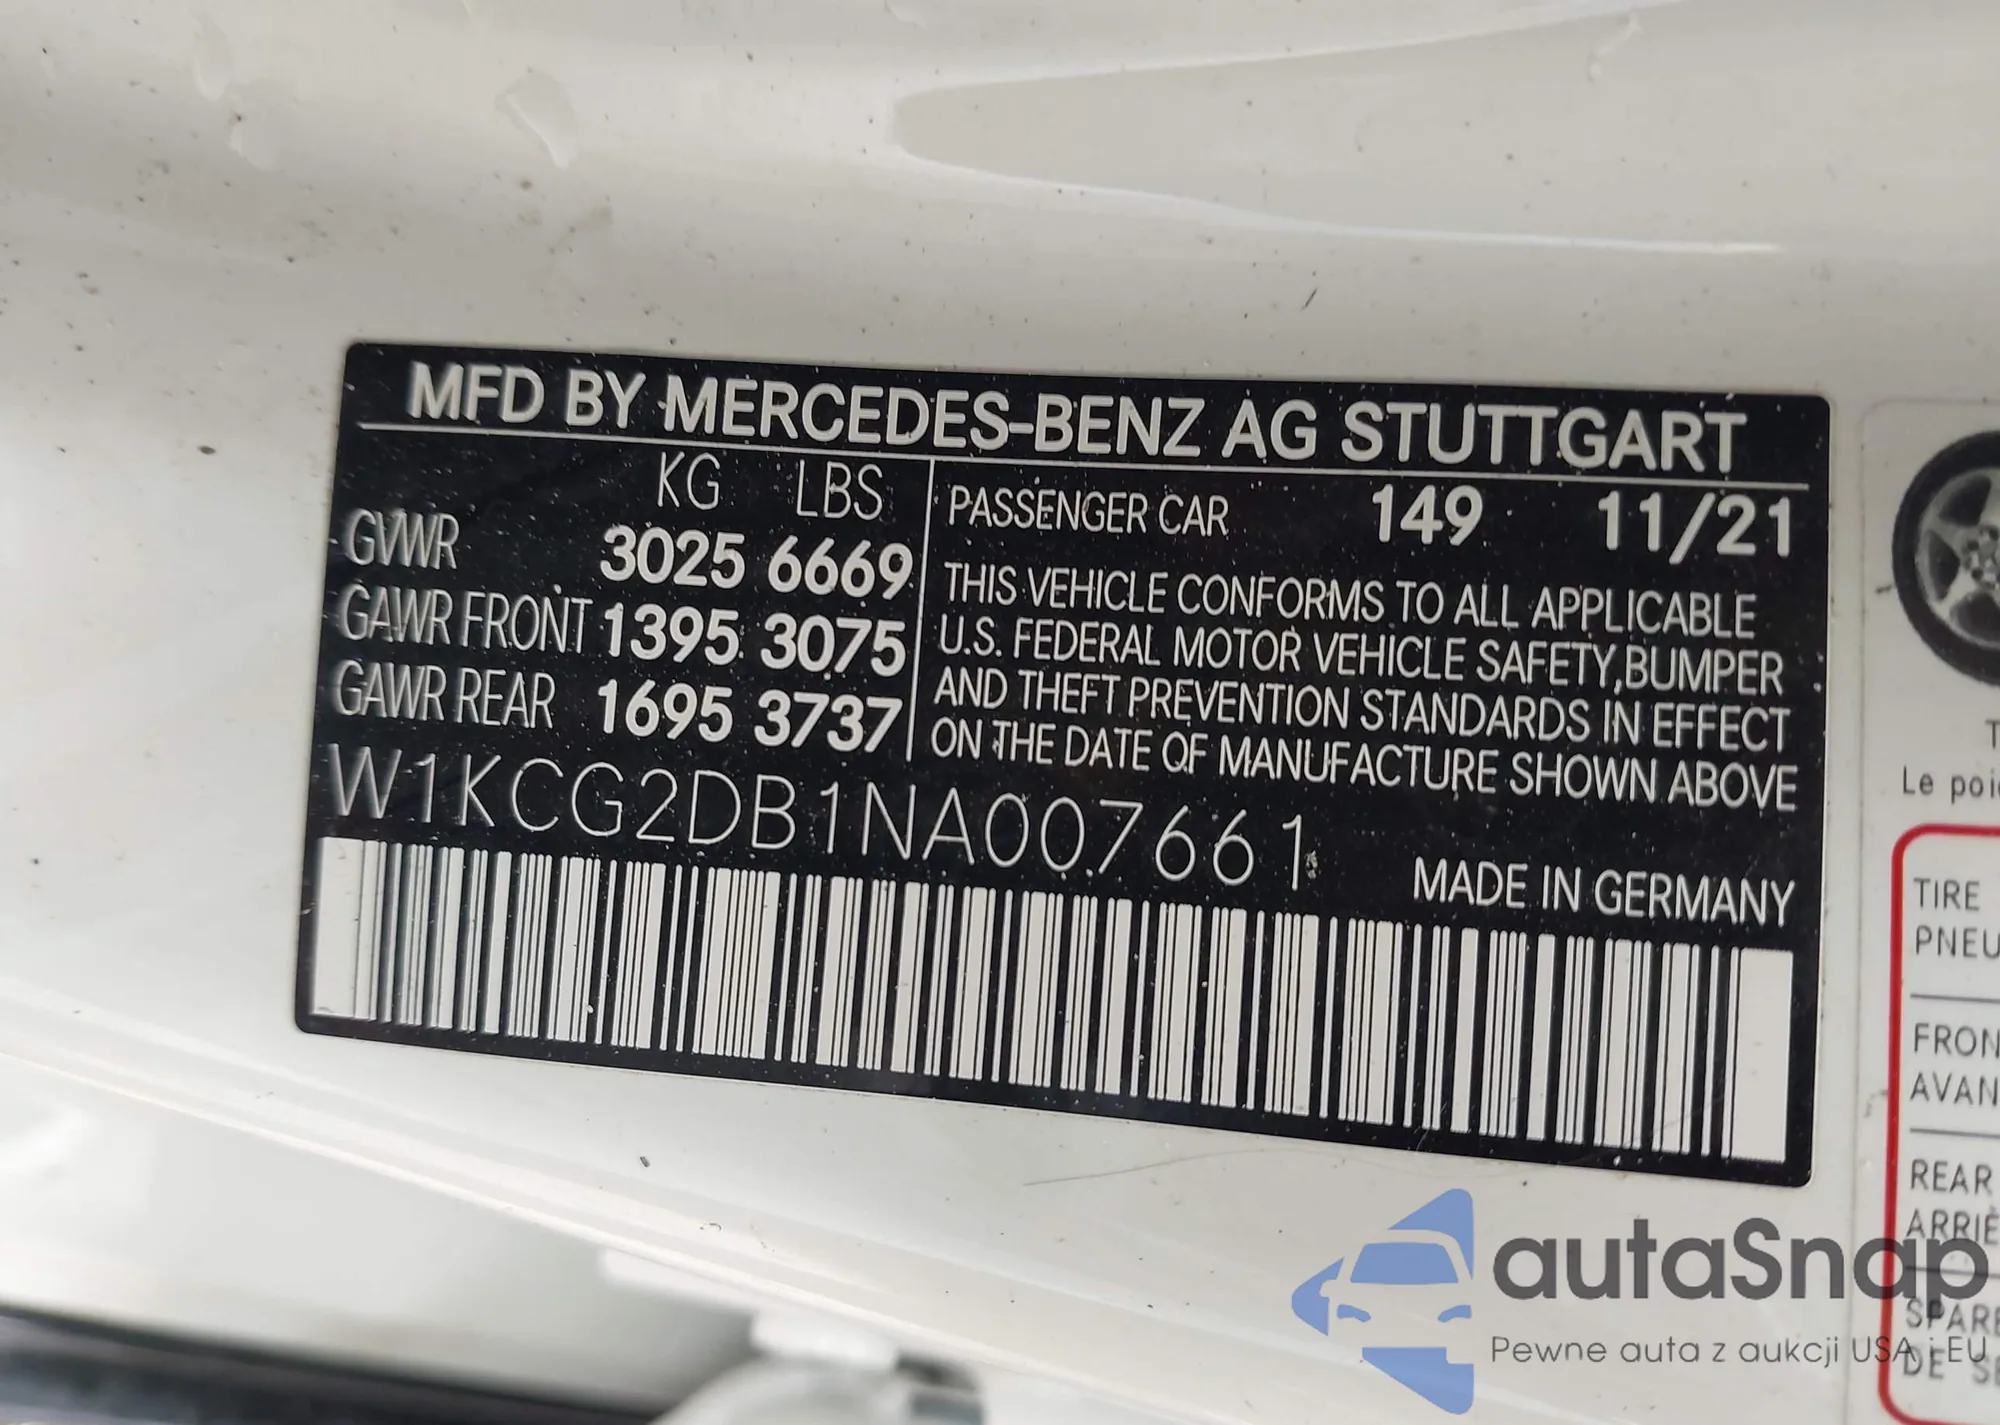 MFD BY MERCEDES-BENZ AG STUTTGART
KG LBS
GVWR 3025 6669
GAWR FRONT 1395 3075
GAWR REAR 1695 3737
PASSENGER CAR 149 11/21
THIS VEHICLE CONFORMS TO ALL APPLICABLE
U.S. FEDERAL MOTOR VEHICLE SAFETY, BUMPER
AND THEFT PREVENTION STANDARDS IN EFFECT
ON THE DATE OF MANUFACTURE SHOWN ABOVE
W1KCG2DB1NA007661
MADE IN GERMANY
Le
TIRE
FRON
AVAN
REAR
DE
autaSnap
Pewne auta z aukcji USA i EU